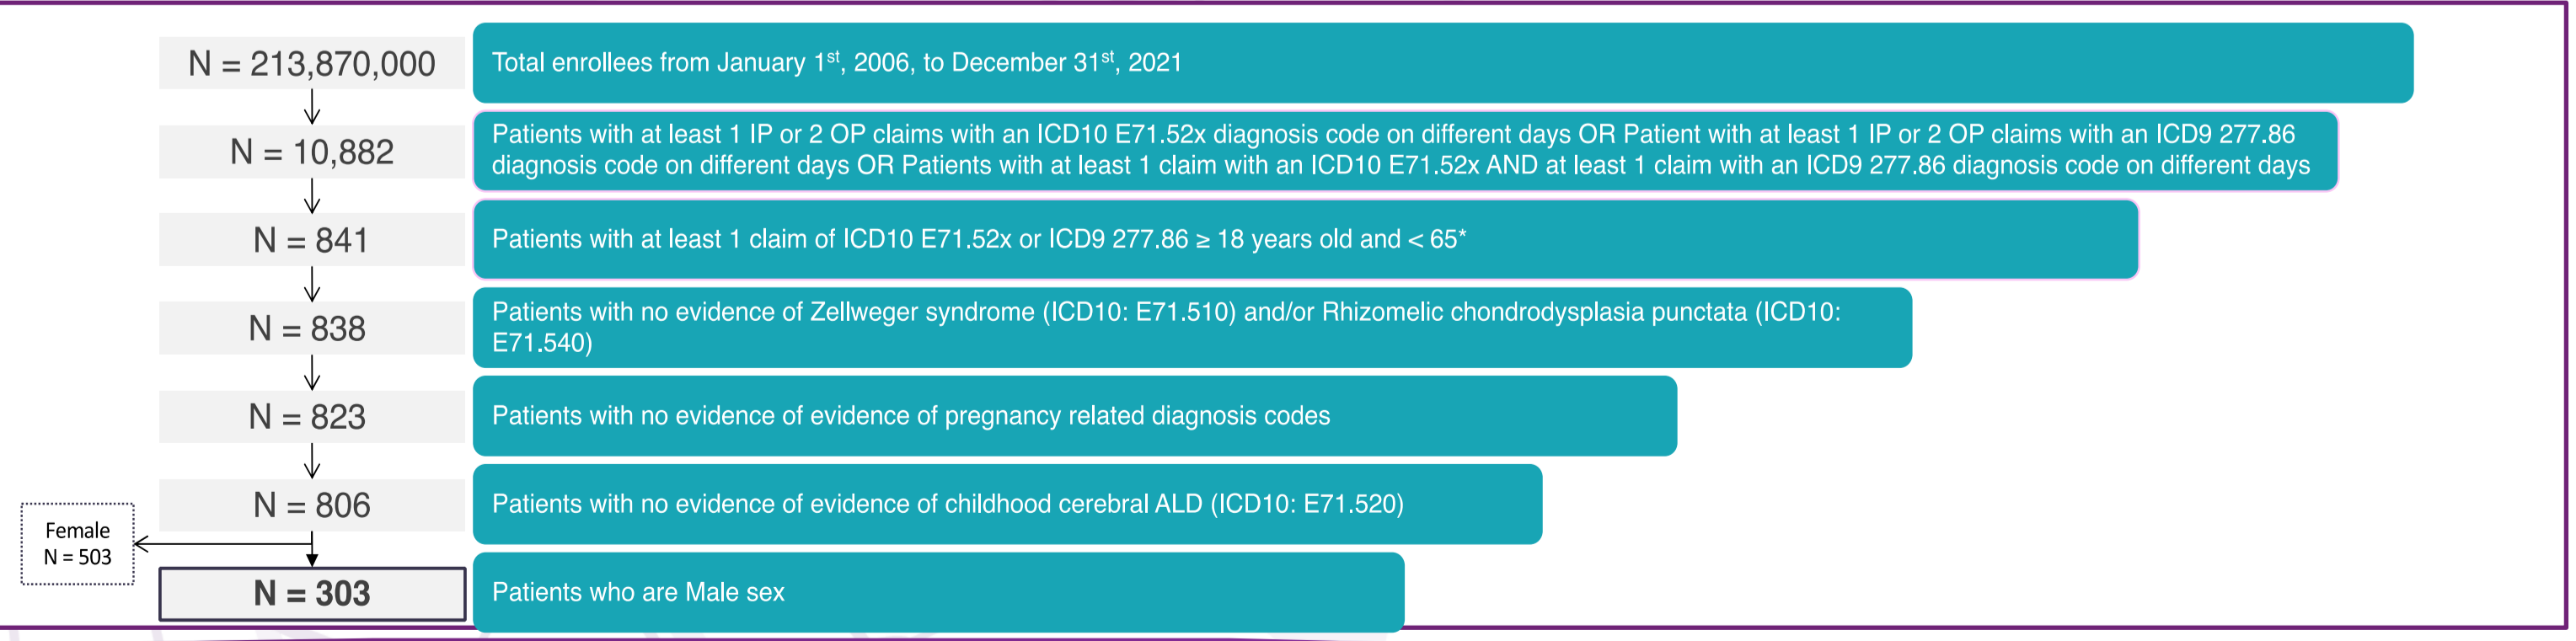 N = 213,870,000
Total enrollees from January 1st, 2006, to December 31st, 2021
N = 10,882
Patients with at least 1 IP or 2 OP claims with an ICD10 E71.52x diagnosis code on different days OR Patient with at least 1 IP or 2 OP claims with an ICD9 277.86
diagnosis code on different days OR Patients with at least 1 claim with an ICD10 E71.52x AND at least 1 claim with an ICD9 277.86 diagnosis code on different days
N = 841
Patients with at least 1 claim of ICD10 E71.52x or ICD9 277.86 ≥ 18 years old and < 65*
N = 838
Patients with no evidence of Zellweger syndrome (ICD10: E71.510) and/or Rhizomelic chondrodysplasia punctata (ICD10:
E71.540)
N = 823
Patients with no evidence of evidence of pregnancy related diagnosis codes
N = 806
Patients with no evidence of evidence of childhood cerebral ALD (ICD10: E71.520)
Female
N = 503
N = 303
Patients who are Male sex